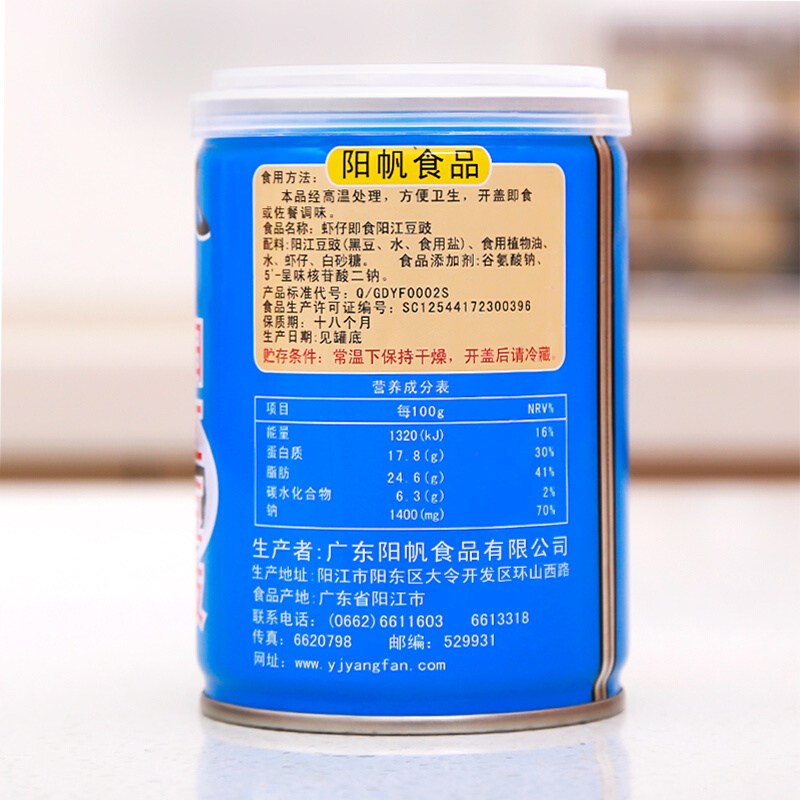 阳帆食品
食用方法：
本品经高温处理，方便卫生，开盖即食
或佐餐调味。
食品名称：虾仔即食阳江豆豉
配料：阳江豆豉(黑豆、水、食用盐)、食用植物油、
水、虾仔、白砂糖。 食品添加剂：谷氨酸钠、
5'-呈味核苷酸二钠。
产品标准代号：Q/GDYF0002S
食品生产许可证编号：SC12544172300396
保质期：十八个月
生产日期：见罐底
贮存条件：常温下保持干燥，开盖后请冷藏。
营养成分表
项目 每100g NRV%
能量 1320(kJ) 16%
蛋白质 17.8(g) 30%
脂肪 24.6(g) 41%
碳水化合物 6.3(g) 2%
钠 1400(mg) 70%
生产者：广东阳帆食品有限公司
生产地址：阳江市阳东区大令开发区环山西路
食品产地：广东省阳江市
联系电话：(0662)6611603 6613318
传真：6620798 邮编：529931
网址：www.yjyangfan.com